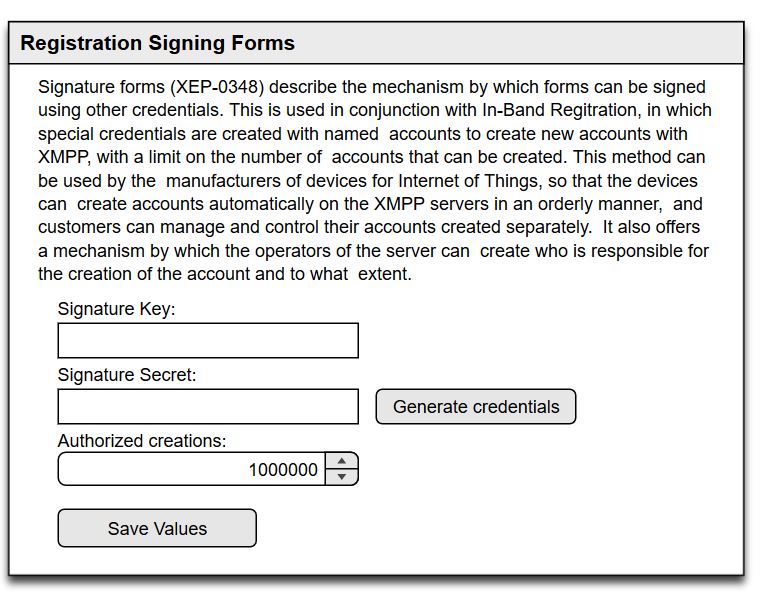 Registration Signing Forms
Signature forms (XEP-0348) describe the mechanism by which forms can be signed
using other credentials. This is used in conjunction with In-Band Regitration, in which
special credentials are created with named  accounts to create new accounts with
XMPP, with a limit on the number of  accounts that can be created. This method can
be used by the  manufacturers of devices for Internet of Things, so that the devices
can  create accounts automatically on the XMPP servers in an orderly manner,  and
customers can manage and control their accounts created separately.  It also offers
a mechanism by which the operators of the server can  create who is responsible for
the creation of the account and to what  extent.
Signature Key:
Signature Secret:
Generate credentials
Authorized creations:
1000000
Save Values